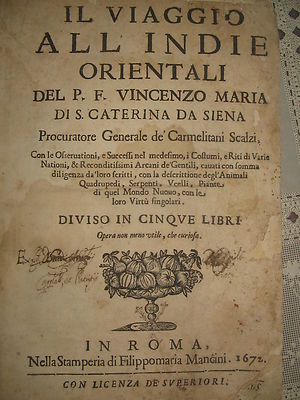 IL VIAGGIO
ALL INDIE
ORIENTALI
DEL P. F. VINCENZO MARIA
DI S. CATERINA DA SIENA
Procuratore Generale de' Carmelitani Scalzi,
Con le Osseruationi, e Successi nel medesimo, i Costumi, e Riti di Varie
Nationi, & Reconditissimi Arcani de' Gentili, cauati con somma
diligenza da' loro scritti, con la descrittione degl'Animali
Quadrupedi, Serpenti, Vcelli, Piante
di quel Mondo Nuouo, con le
loro Virtù singolari.
DIVISO IN CINQVE LIBRI
Opera non meno vtile, che curiosa.
IN ROMA,
Nella Stamperia di Filippomaria Mancini. 1672.
CON LICENZA DE' SVPERIORI.